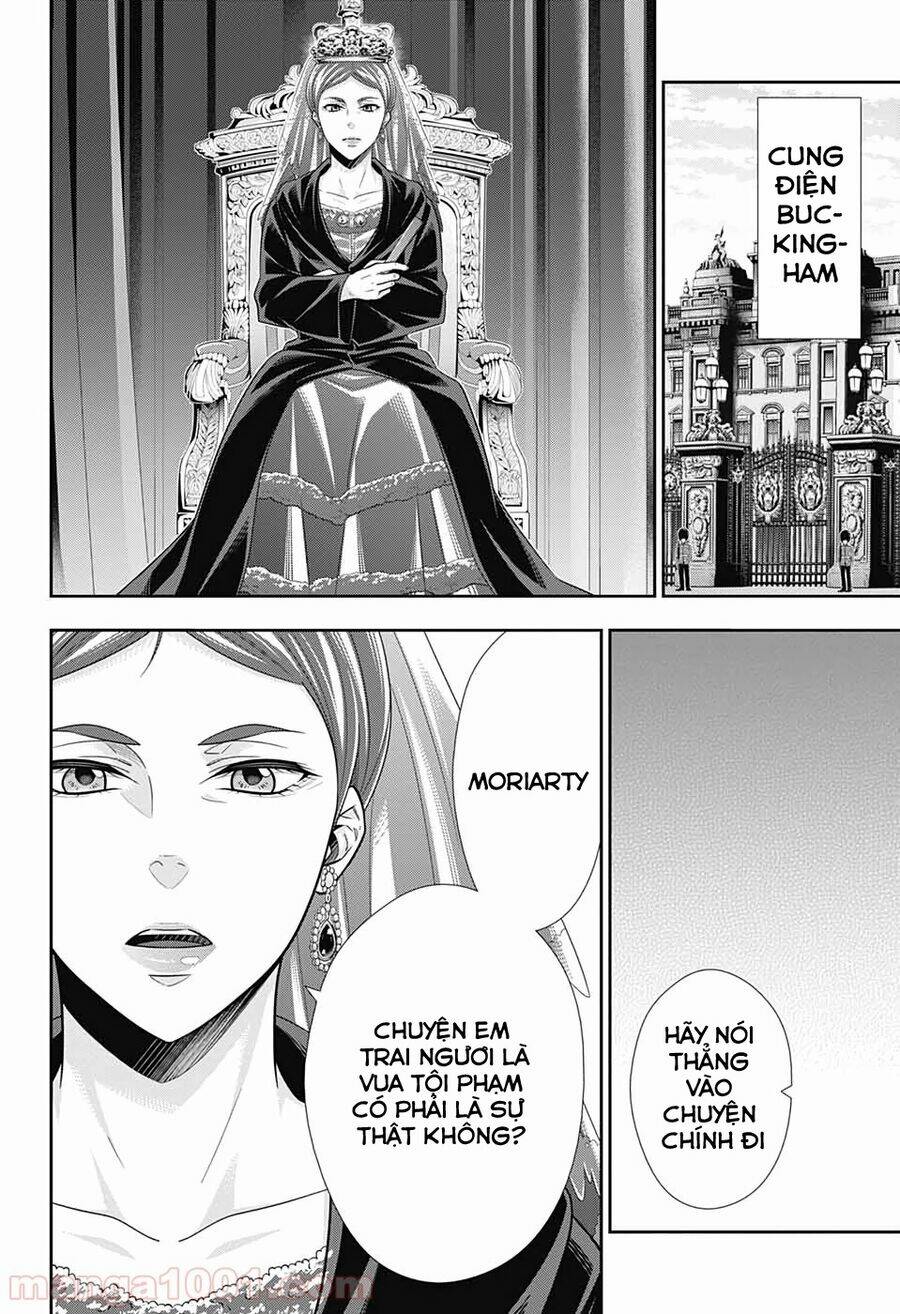 CUNG
ĐIỆN
BUC-
KING-
HAM
HÃY NÓI
THẲNG
VÀO
CHUYỆN
CHÍNH ĐI
MORIARTY
CHUYỆN EM
TRAI NGƯƠI LÀ
VUA TỘI PHẠM
CÓ PHẢI LÀ SỰ
THẬT KHÔNG?
manga1001.com